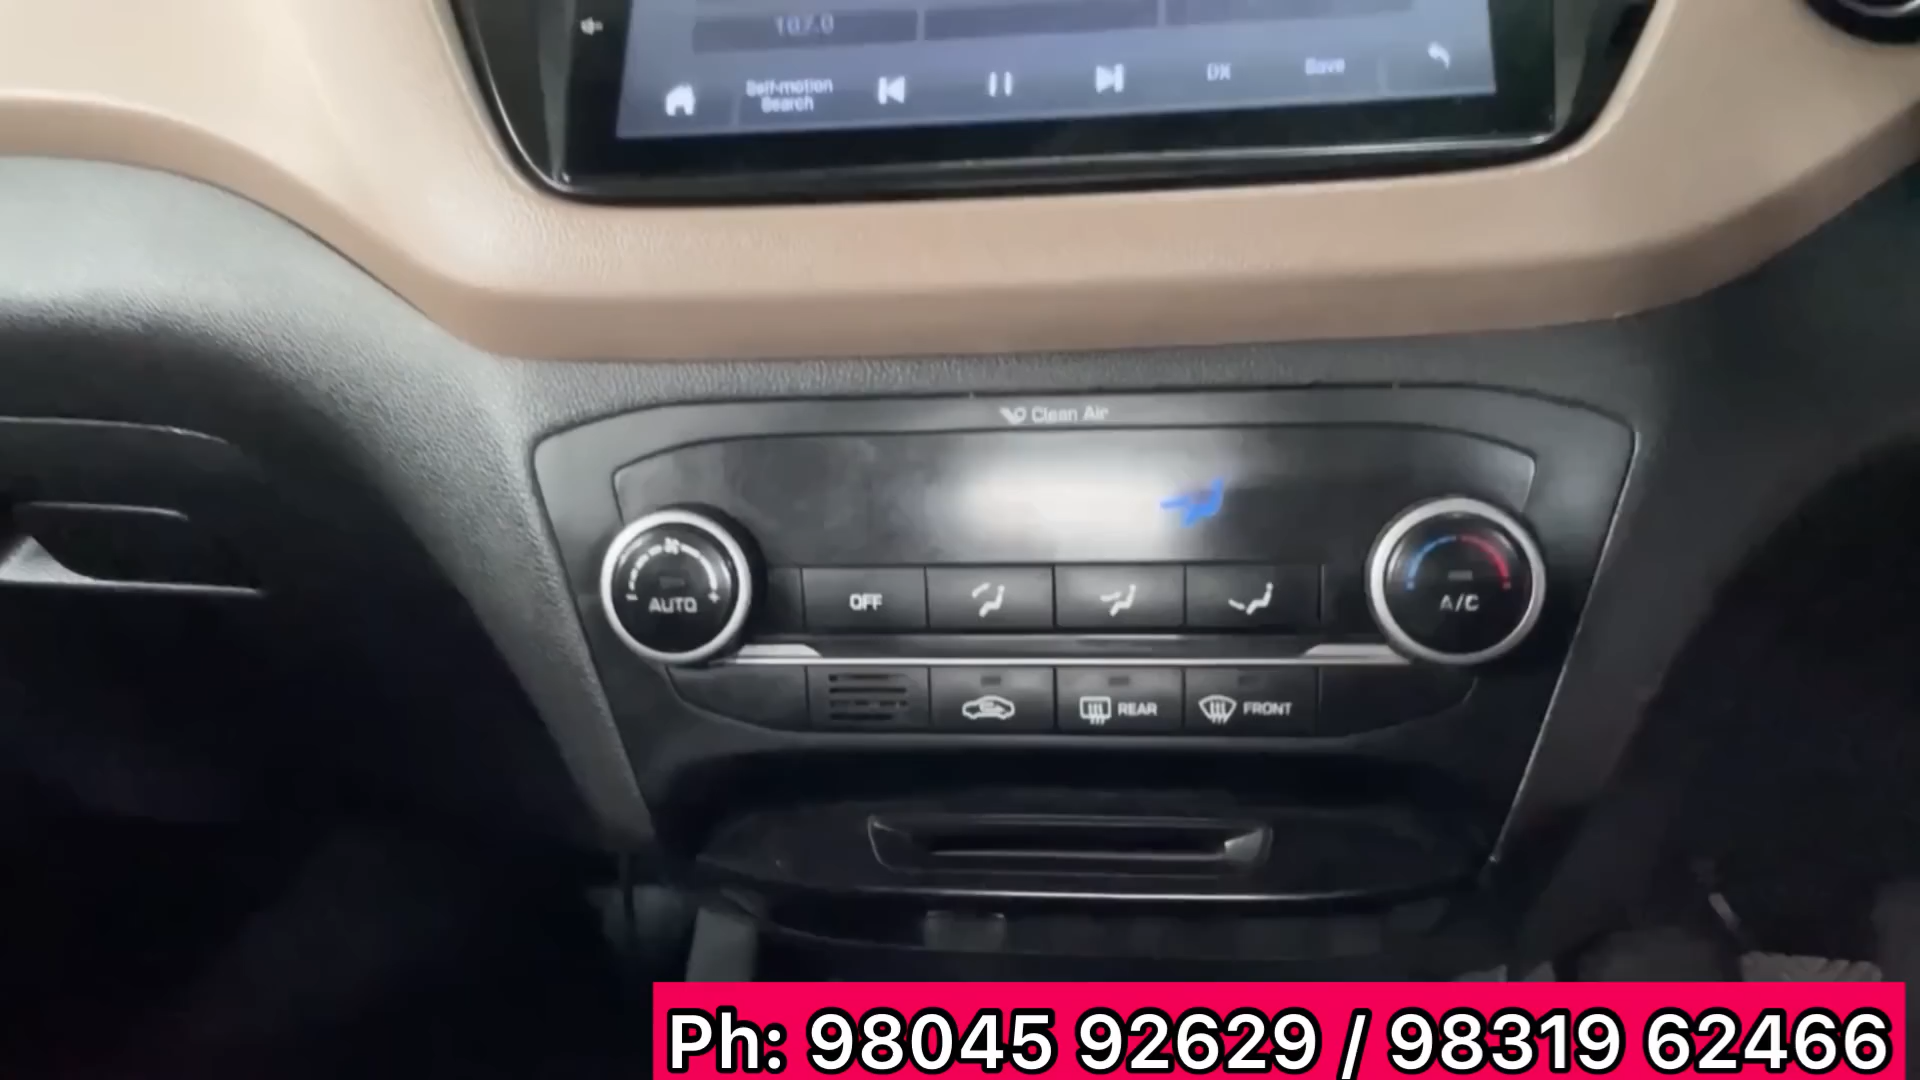 107.0
Self-motion
Search
DX
Save
Clean Air
AUTO
OFF
A/C
REAR
FRONT
Ph: 98045 92629 / 98319 62466